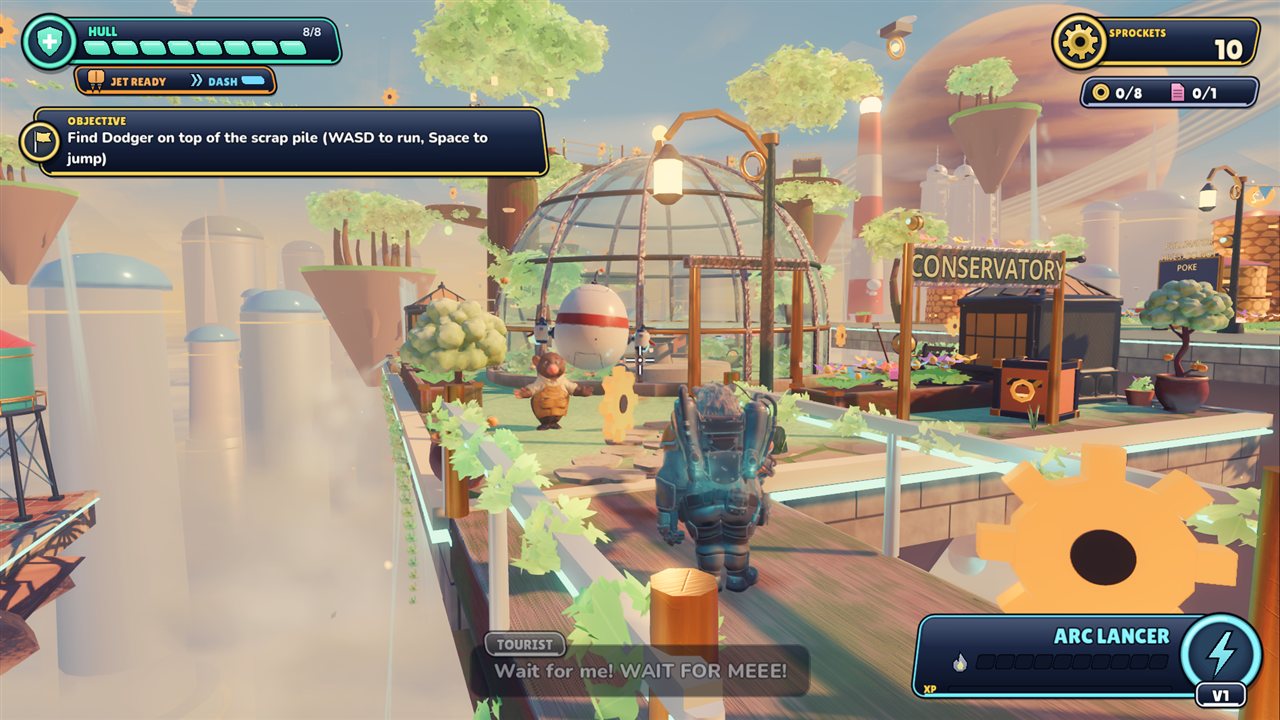 HULL
8/8
JET READY
DASH
OBJECTIVE
Find Dodger on top of the scrap pile (WASD to run, Space to
jump)
SPROCKETS
10
0/8
0/1
CONSERVATORY
POKE
TOURIST
Wait for me! WAIT FOR MEEE!
ARC LANCER
XP
V1